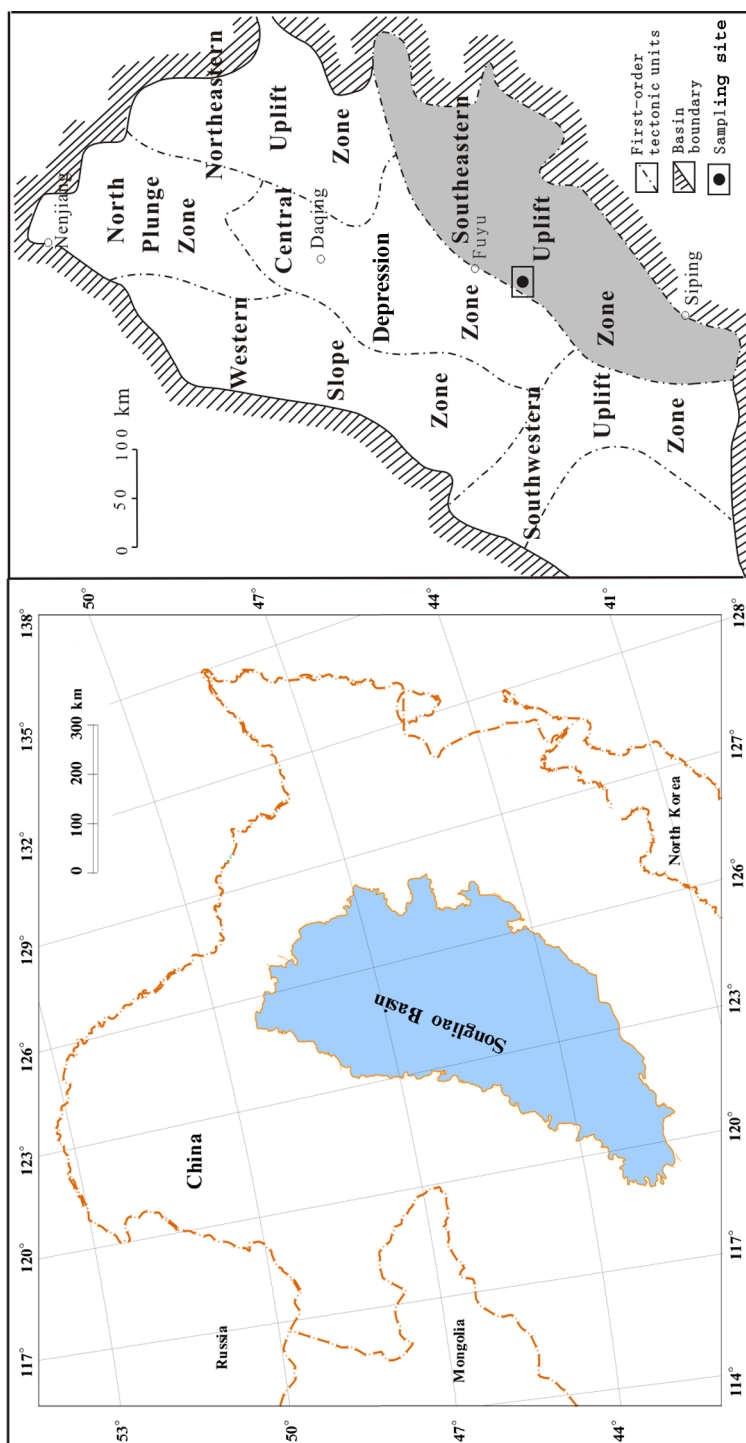 117°
120°
123°
126°
129°
132°
135°
138°
53°
50°
47°
44°
50°
47°
44°
41°
114°
117°
120°
123°
126°
127°
128°
0 100 200 300 km
Russia
China
Mongolia
North Korea
Songliao Basin
0 50 100 km
Nenjiang
North
Plunge
Zone
Northeastern
Uplift
Zone
Western
Slope
Zone
Central
Daqing
Depression
Zone
Southeastern
Fuyu
Uplift
Zone
Siping
Southwestern
Uplift
Zone
First-order
tectonic units
Basin
boundary
Sampling site